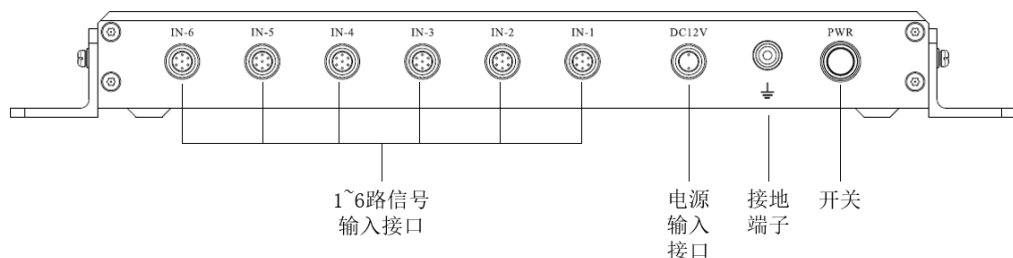 IN-6 IN-5 IN-4 IN-3 IN-2 IN-1 DC12V PWR
1~6路信号
输入接口
电源
输入
接口
接地
端子
开关